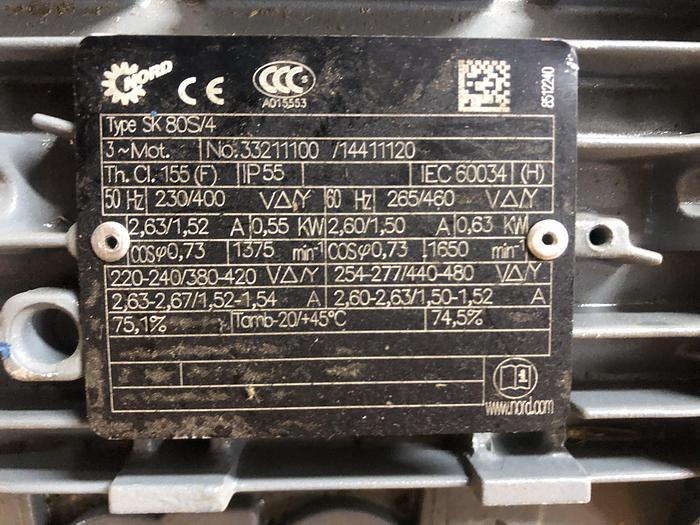 NORD CE CCC S
A015553
8512240
Type SK 80S/4
3~Mot. No. 33211100 /14411120
Th. Cl. 155 (F) IP55 IEC 60034 (H)
50 Hz 230/400 V△/Y 60 Hz 265/460 V△/Y
2,63/1,52 A 0,55 KW 2,60/1,50 A 0,63 KW
cosφ0,73 1375 min⁻¹ cosφ0,73 1650 min⁻¹
220-240/380-420 V△/Y 254-277/440-480 V△/Y
2,63-2,67/1,52-1,54 A 2,60-2,63/1,50-1,52 A
75,1% Tamb-20/+45°C 74,5%
i
www.nord.com